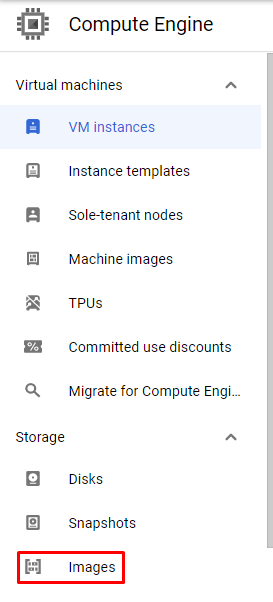 Compute Engine
Virtual machines
VM instances
Instance templates
Sole-tenant nodes
Machine images
TPUs
Committed use discounts
Migrate for Compute Engi...
Storage
Disks
Snapshots
Images